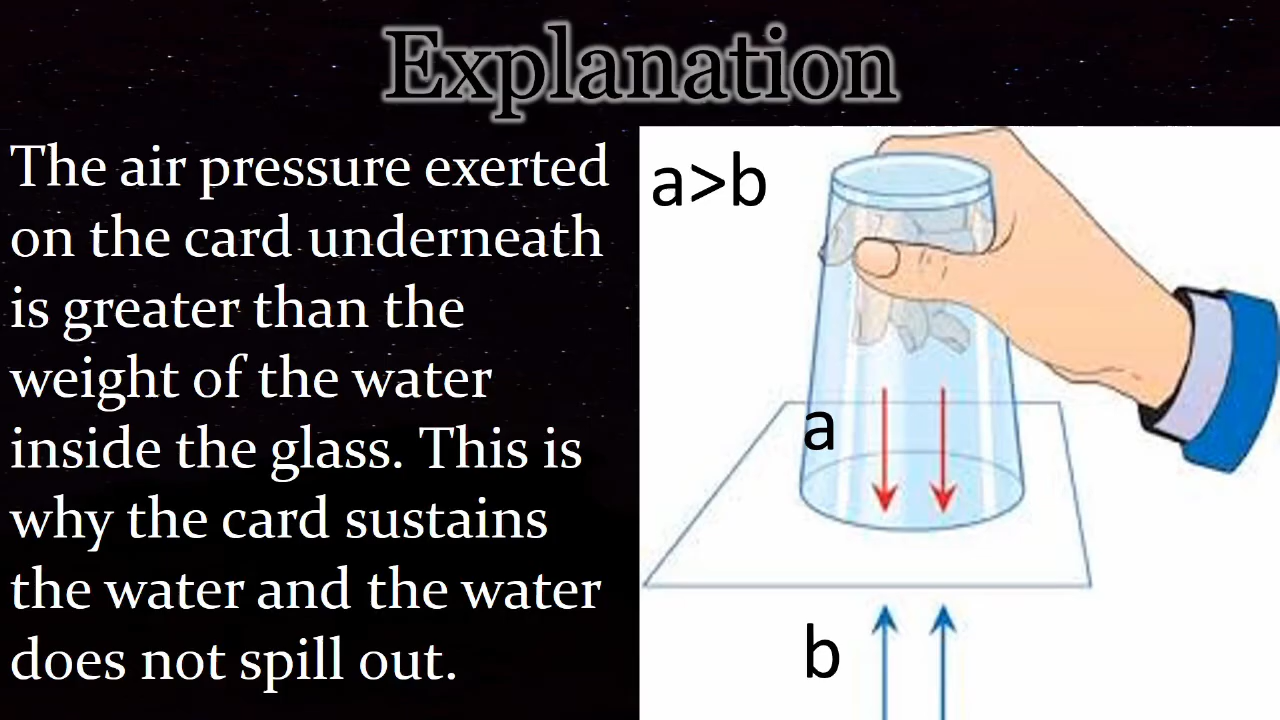 Explanation
The air pressure exerted
on the card underneath
is greater than the
weight of the water
inside the glass. This is
why the card sustains
the water and the water
does not spill out.
a>b
a
b